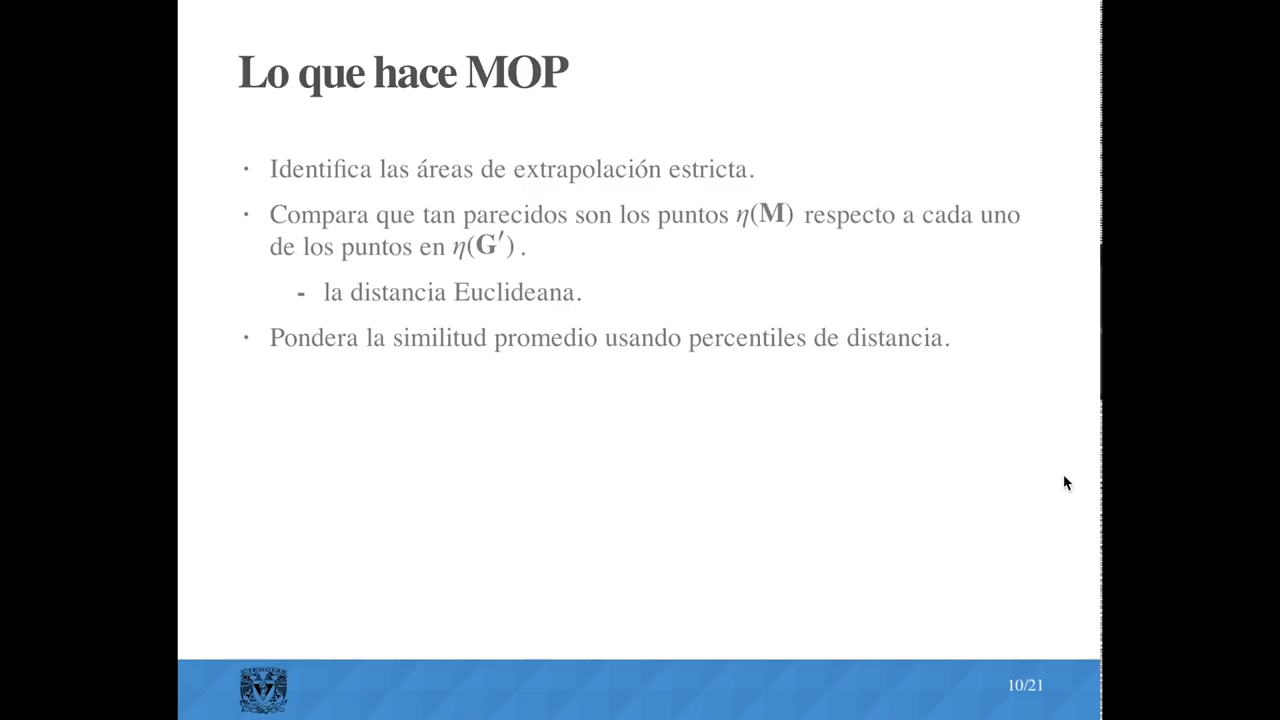 Lo que hace MOP
· Identifica las áreas de extrapolación estricta.
· Compara que tan parecidos son los puntos η(M) respecto a cada uno
de los puntos en η(G′) .
- la distancia Euclideana.
· Pondera la similitud promedio usando percentiles de distancia.
CIENCIAS
10/21